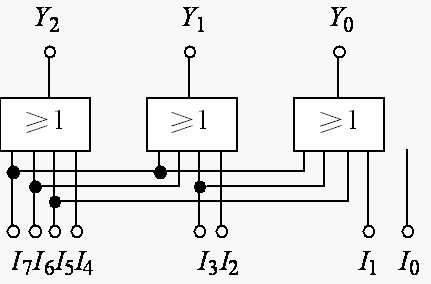 Y₂ Y₁ Y₀
≥1 ≥1 ≥1
I₇I₆I₅I₄ I₃I₂ I₁ I₀